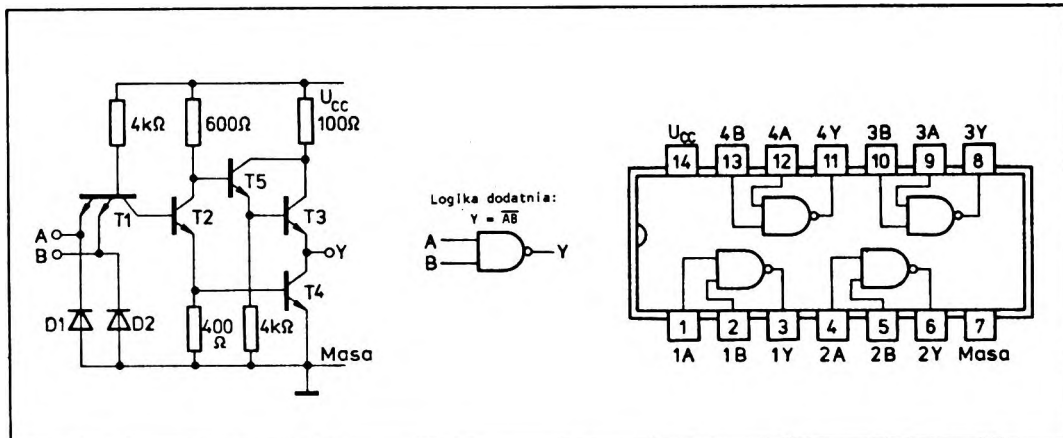 U_CC
4kΩ 600Ω 100Ω
T5
T1 T2 T3
A
B
Y
T4
D1 D2
400 Ω 4kΩ
Masa
Logika dodatnia:
Y = \overline{AB}
A
B
Y
U_CC 4B 4A 4Y 3B 3A 3Y
14 13 12 11 10 9 8
1 2 3 4 5 6 7
1A 1B 1Y 2A 2B 2Y Masa